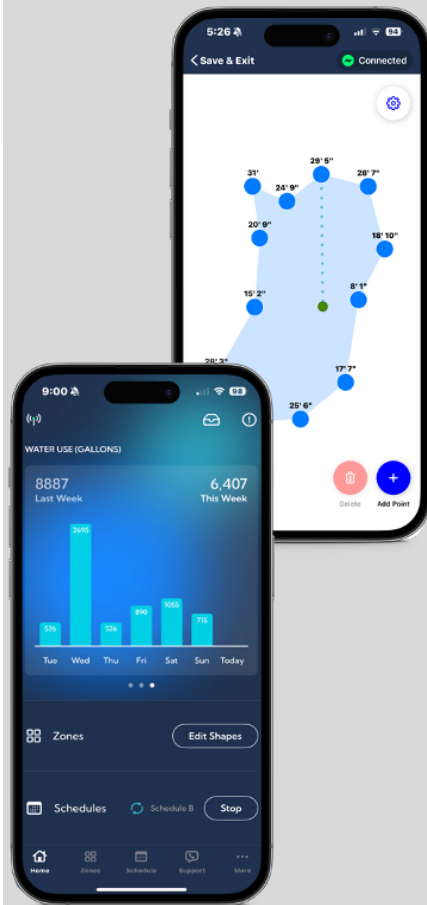 5:26
94
Save & Exit
Connected
29' 5"
31'
24' 9"
28' 7"
20' 9"
18' 10"
15' 2"
8' 1"
17' 7"
25' 6"
Delete
Add Point
9:00
98
WATER USE (GALLONS)
8887
6,407
Last Week
This Week
2695
526
526
890
1055
715
Tue Wed Thu Fri Sat Sun Today
Zones
Edit Shapes
Schedules
Schedule B
Stop
Home Zones Schedule Support More